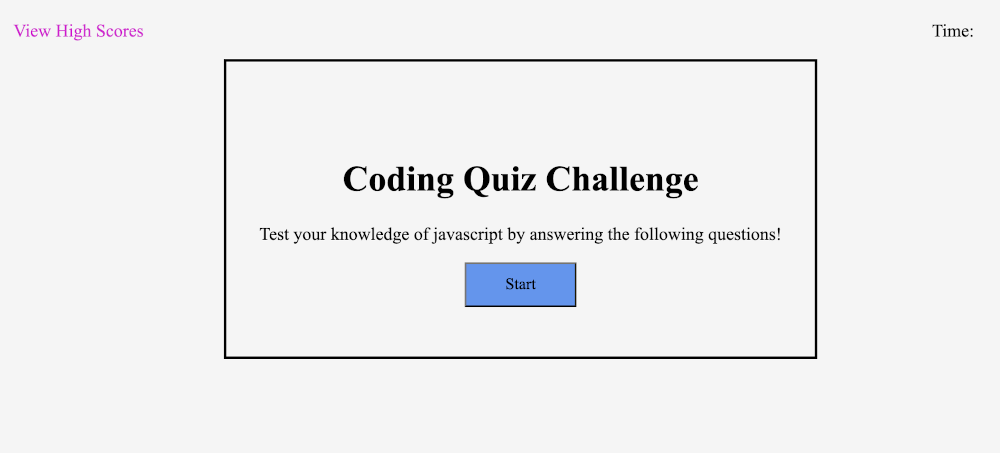 View High Scores
Time:
Coding Quiz Challenge
Test your knowledge of javascript by answering the following questions!
Start